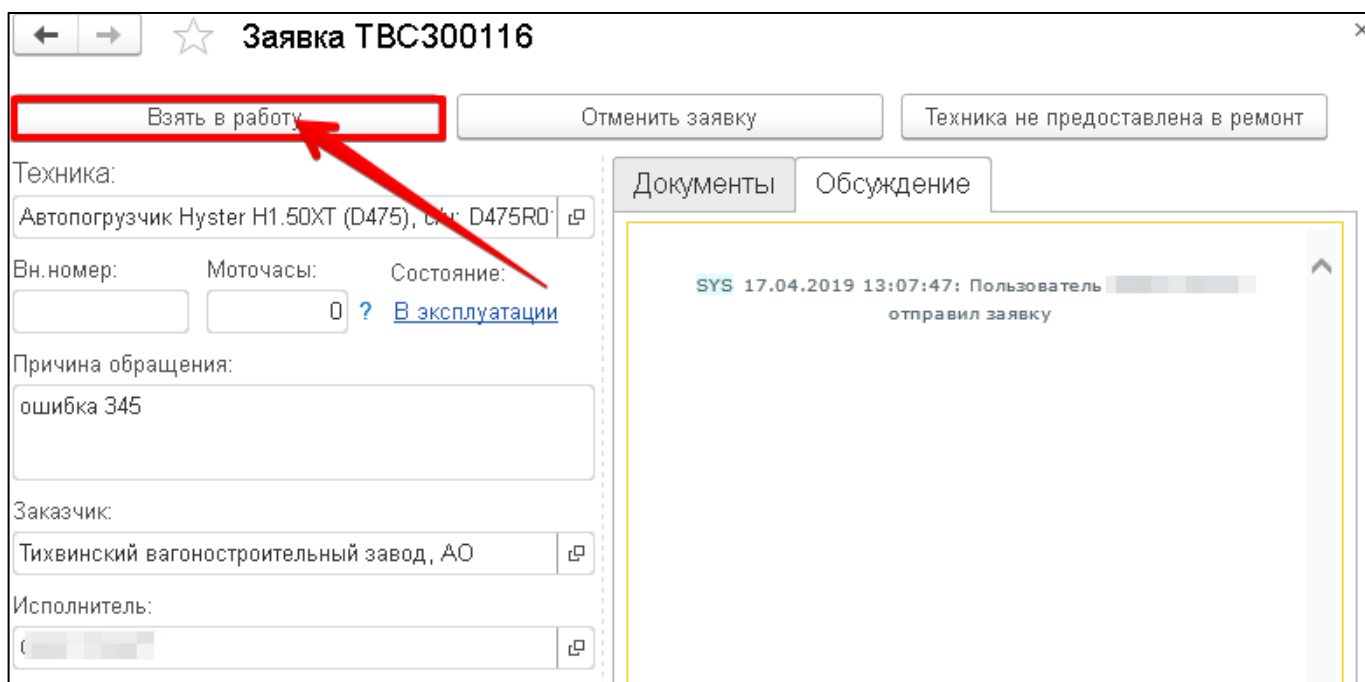 Заявка ТВС300116
Взять в работу
Отменить заявку
Техника не предоставлена в ремонт
Техника:
Автопогрузчик Hyster H1.50XT (D475), с/н: D475R0
Вн.номер:
Моточасы:
Состояние:
0 ?
В эксплуатации
Причина обращения:
ошибка 345
Заказчик:
Тихвинский вагоностроительный завод, АО
Исполнитель:
Документы
Обсуждение
SYS 17.04.2019 13:07:47: Пользователь
отправил заявку